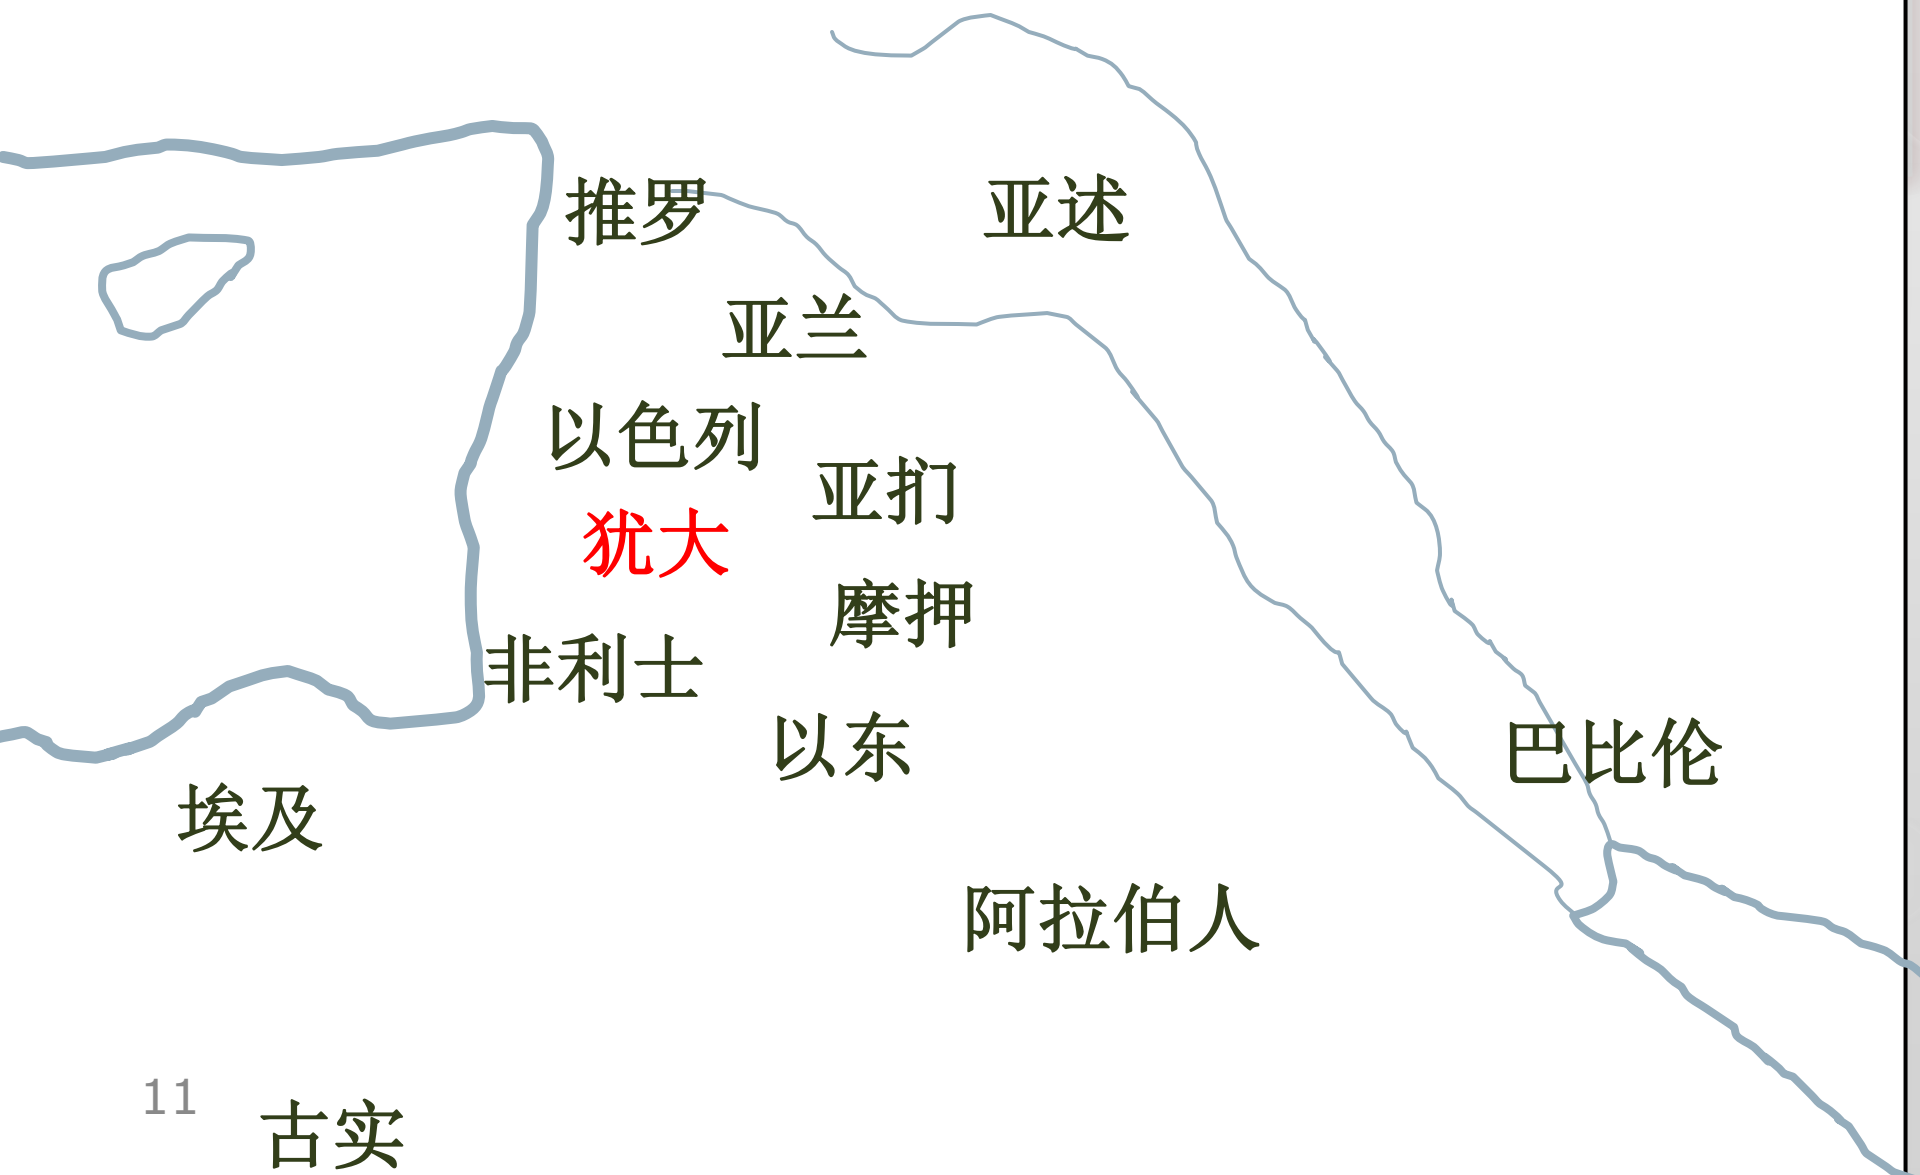 推罗
亚述
亚兰
以色列
亚扪
犹大
摩押
非利士
以东
巴比伦
埃及
阿拉伯人
11
古实